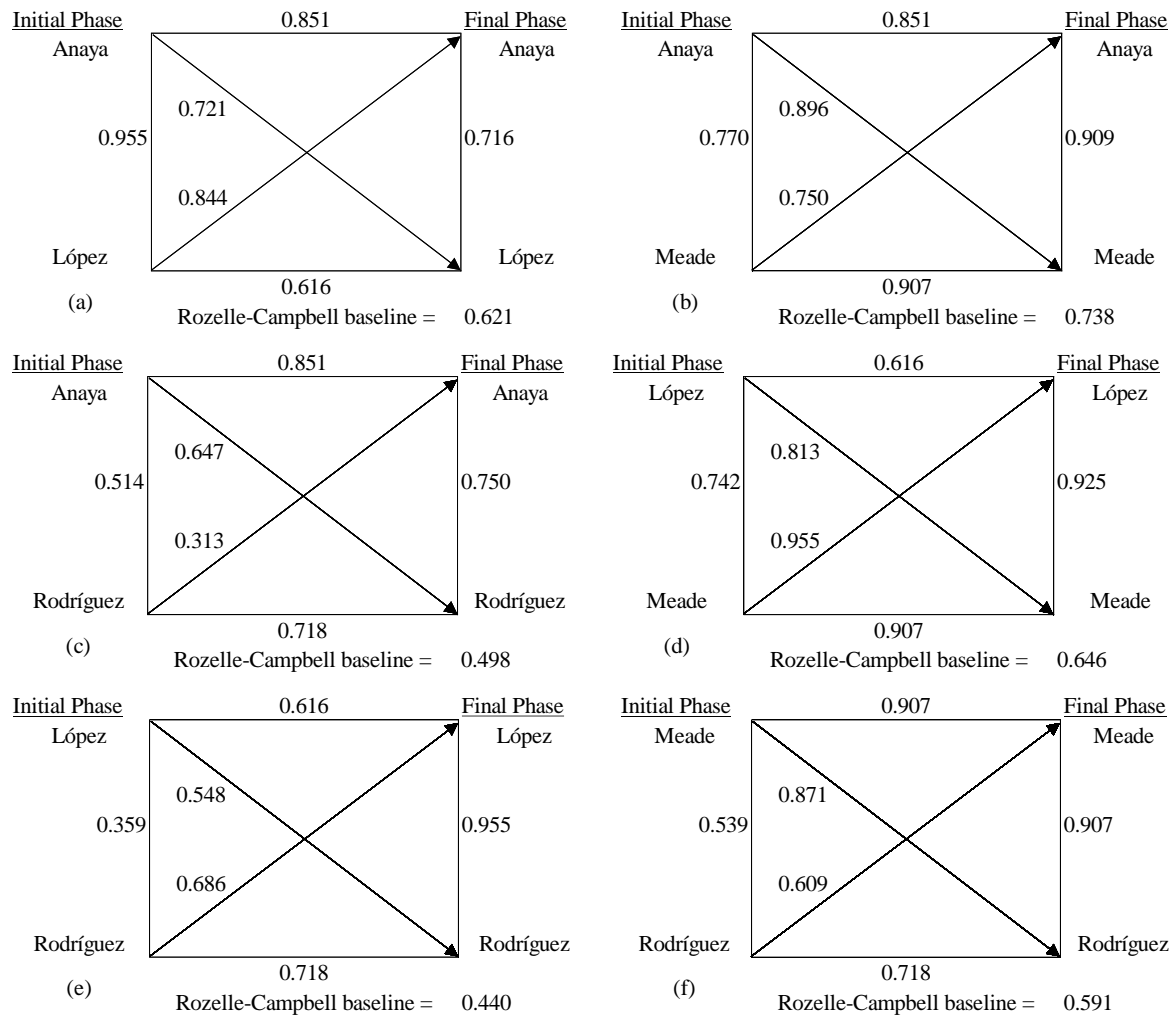 Initial Phase 0.851 Final Phase
Anaya Anaya
0.721
0.955 0.716
0.844
López López
0.616
(a)
Rozelle-Campbell baseline = 0.621
Initial Phase 0.851 Final Phase
Anaya Anaya
0.896
0.770 0.909
0.750
Meade Meade
0.907
(b)
Rozelle-Campbell baseline = 0.738
Initial Phase 0.851 Final Phase
Anaya Anaya
0.647
0.514 0.750
0.313
Rodríguez Rodríguez
0.718
(c)
Rozelle-Campbell baseline = 0.498
Initial Phase 0.616 Final Phase
López López
0.813
0.742 0.925
0.955
Meade Meade
0.907
(d)
Rozelle-Campbell baseline = 0.646
Initial Phase 0.616 Final Phase
López López
0.548
0.359 0.955
0.686
Rodríguez Rodríguez
0.718
(e)
Rozelle-Campbell baseline = 0.440
Initial Phase 0.907 Final Phase
Meade Meade
0.871
0.539 0.907
0.609
Rodríguez Rodríguez
0.718
(f)
Rozelle-Campbell baseline = 0.591